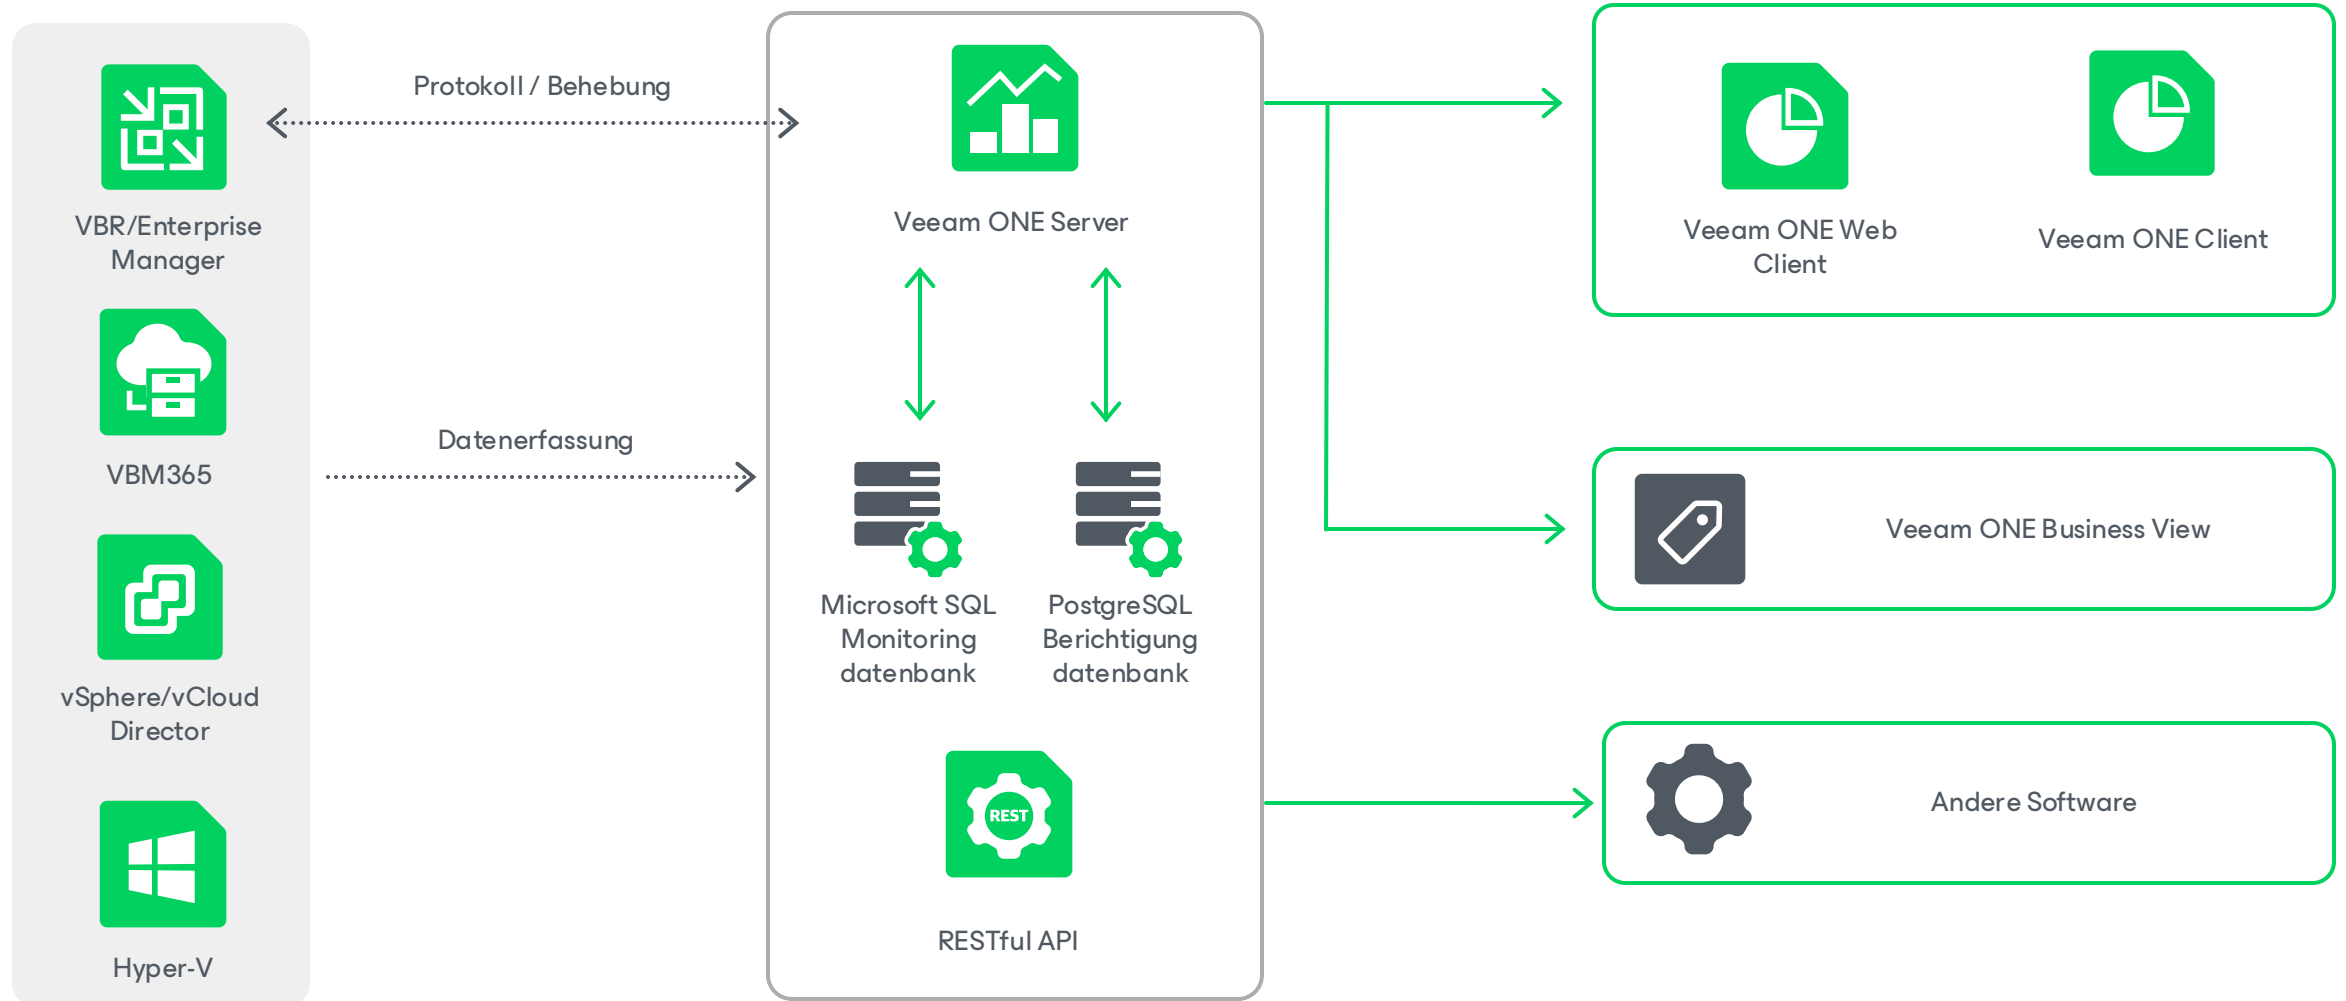 VBR/Enterprise
Manager
VBM365
vSphere/vCloud
Director
Hyper-V
Protokoll / Behebung
Datenerfassung
Veeam ONE Server
Microsoft SQL
Monitoring
datenbank
PostgreSQL
Berichtigung
datenbank
REST
RESTful API
Veeam ONE Web
Client
Veeam ONE Client
Veeam ONE Business View
Andere Software